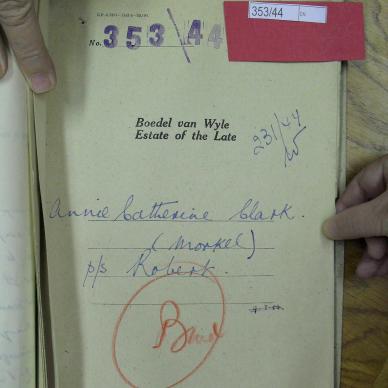 353/44
No. 353/44
Boedel van Wyle
Estate of the Late
231/44
Annie Catherine Clark.
(Morkel)
p/s Robert.